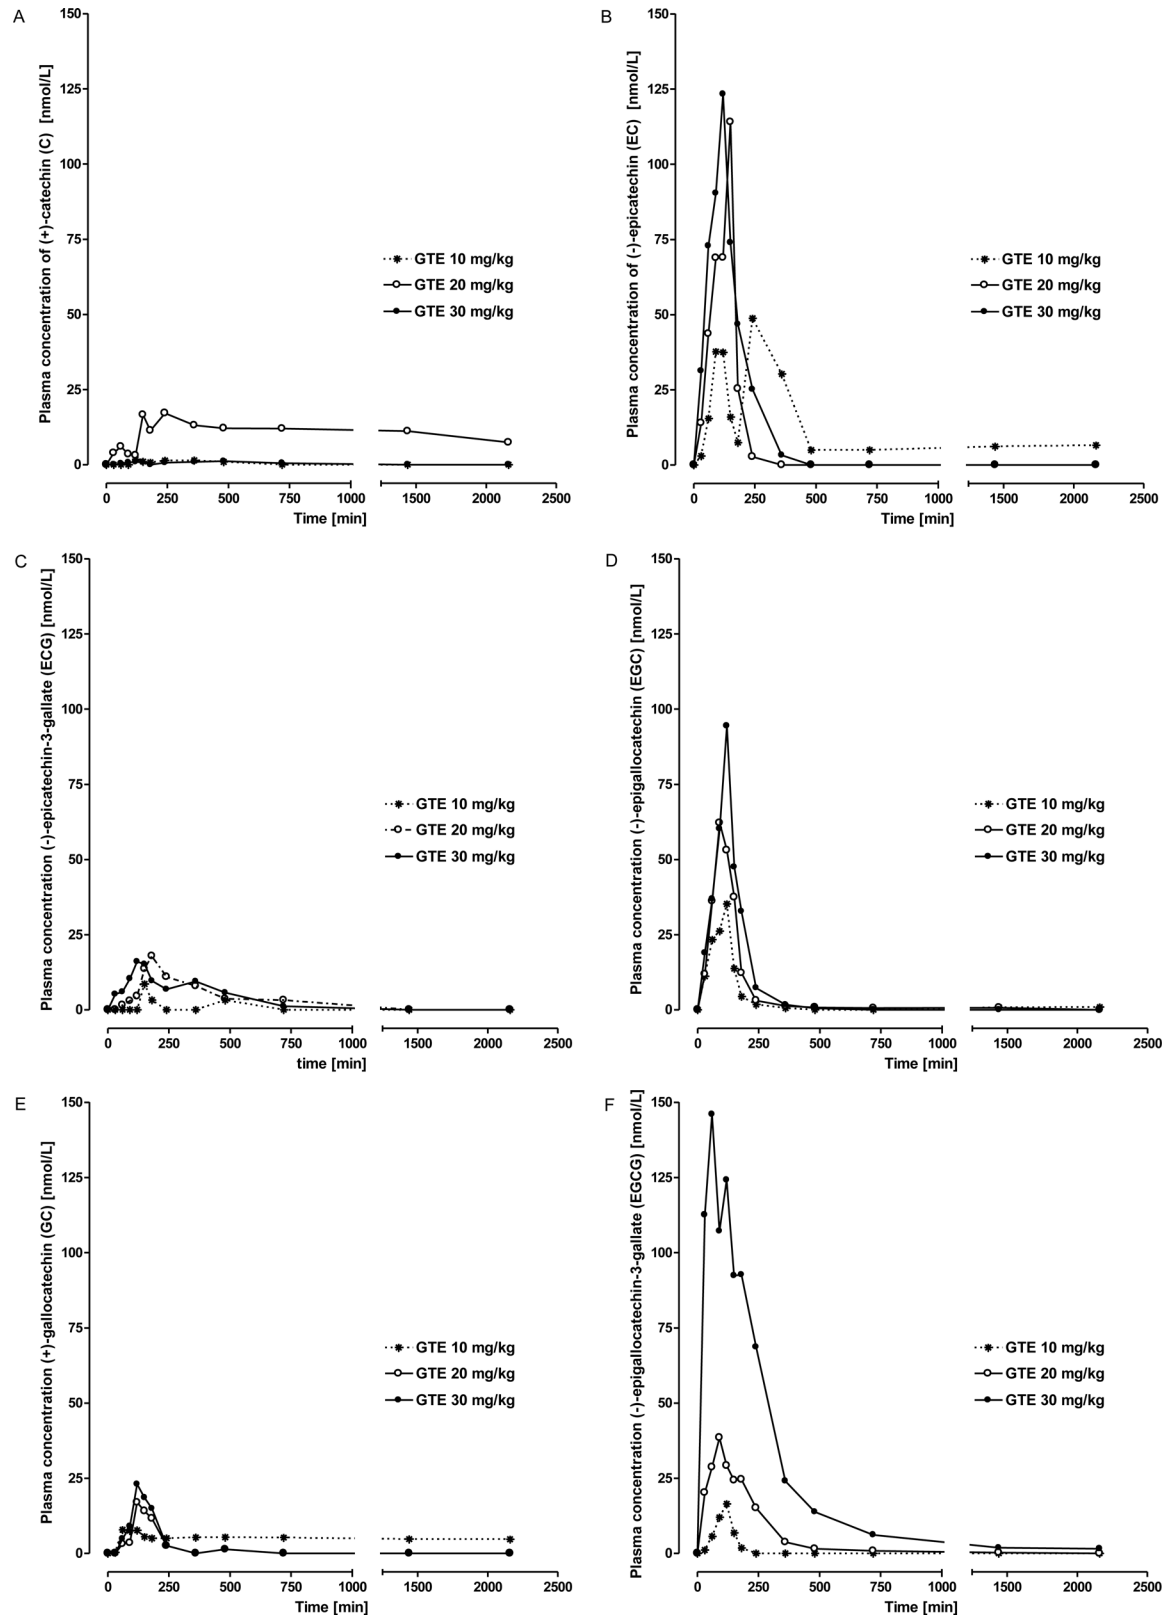 A
Plasma concentration of (+)-catechin (C) [nmol/L]
150
125
100
75
50
25
0
GTE 10 mg/kg
GTE 20 mg/kg
GTE 30 mg/kg
0 250 500 750 1000 1500 2000 2500
Time [min]
B
Plasma concentration of (-)-epicatechin (EC) [nmol/L]
150
125
100
75
50
25
0
GTE 10 mg/kg
GTE 20 mg/kg
GTE 30 mg/kg
0 250 500 750 1000 1500 2000 2500
Time [min]
C
Plasma concentration (-)-epicatechin-3-gallate (ECG) [nmol/L]
150
125
100
75
50
25
0
GTE 10 mg/kg
GTE 20 mg/kg
GTE 30 mg/kg
0 250 500 750 1000 1500 2000 2500
time [min]
D
Plasma concentration (-)-epigallocatechin (EGC) [nmol/L]
150
125
100
75
50
25
0
GTE 10 mg/kg
GTE 20 mg/kg
GTE 30 mg/kg
0 250 500 750 1000 1500 2000 2500
Time [min]
E
Plasma concentration (+)-gallocatechin (GC) [nmol/L]
150
125
100
75
50
25
0
GTE 10 mg/kg
GTE 20 mg/kg
GTE 30 mg/kg
0 250 500 750 1000 1500 2000 2500
Time [min]
F
Plasma concentration (-)-epigallocatechin-3-gallate (EGCG) [nmol/L]
150
125
100
75
50
25
0
GTE 10 mg/kg
GTE 20 mg/kg
GTE 30 mg/kg
0 250 500 750 1000 1500 2000 2500
Time [min]